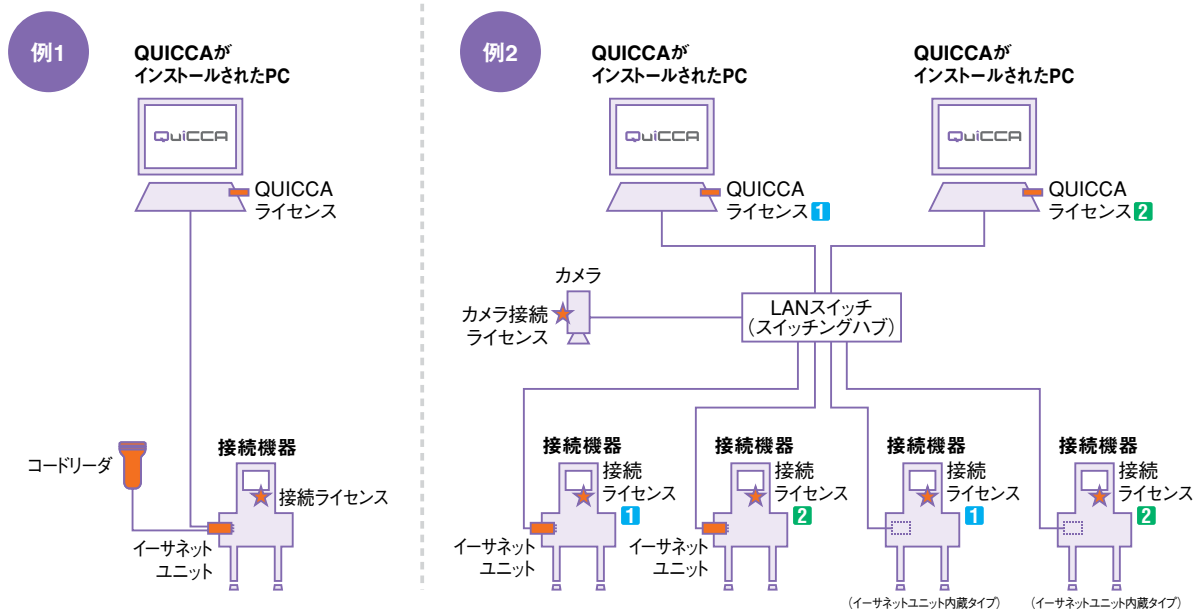 例1
QUICCAが
インストールされたPC
QuiCCA
QUICCA
ライセンス
コードリーダ
接続機器
接続ライセンス
イーサネット
ユニット
例2
QUICCAが
インストールされたPC
QUICCAが
インストールされたPC
QuiCCA
QuiCCA
QUICCA
ライセンス1
QUICCA
ライセンス2
カメラ
カメラ接続
ライセンス
LANスイッチ
(スイッチングハブ)
接続機器
接続
ライセンス
1
イーサネット
ユニット
接続機器
接続
ライセンス
2
イーサネット
ユニット
接続機器
接続
ライセンス
1
(イーサネットユニット内蔵タイプ)
接続機器
接続
ライセンス
2
(イーサネットユニット内蔵タイプ)